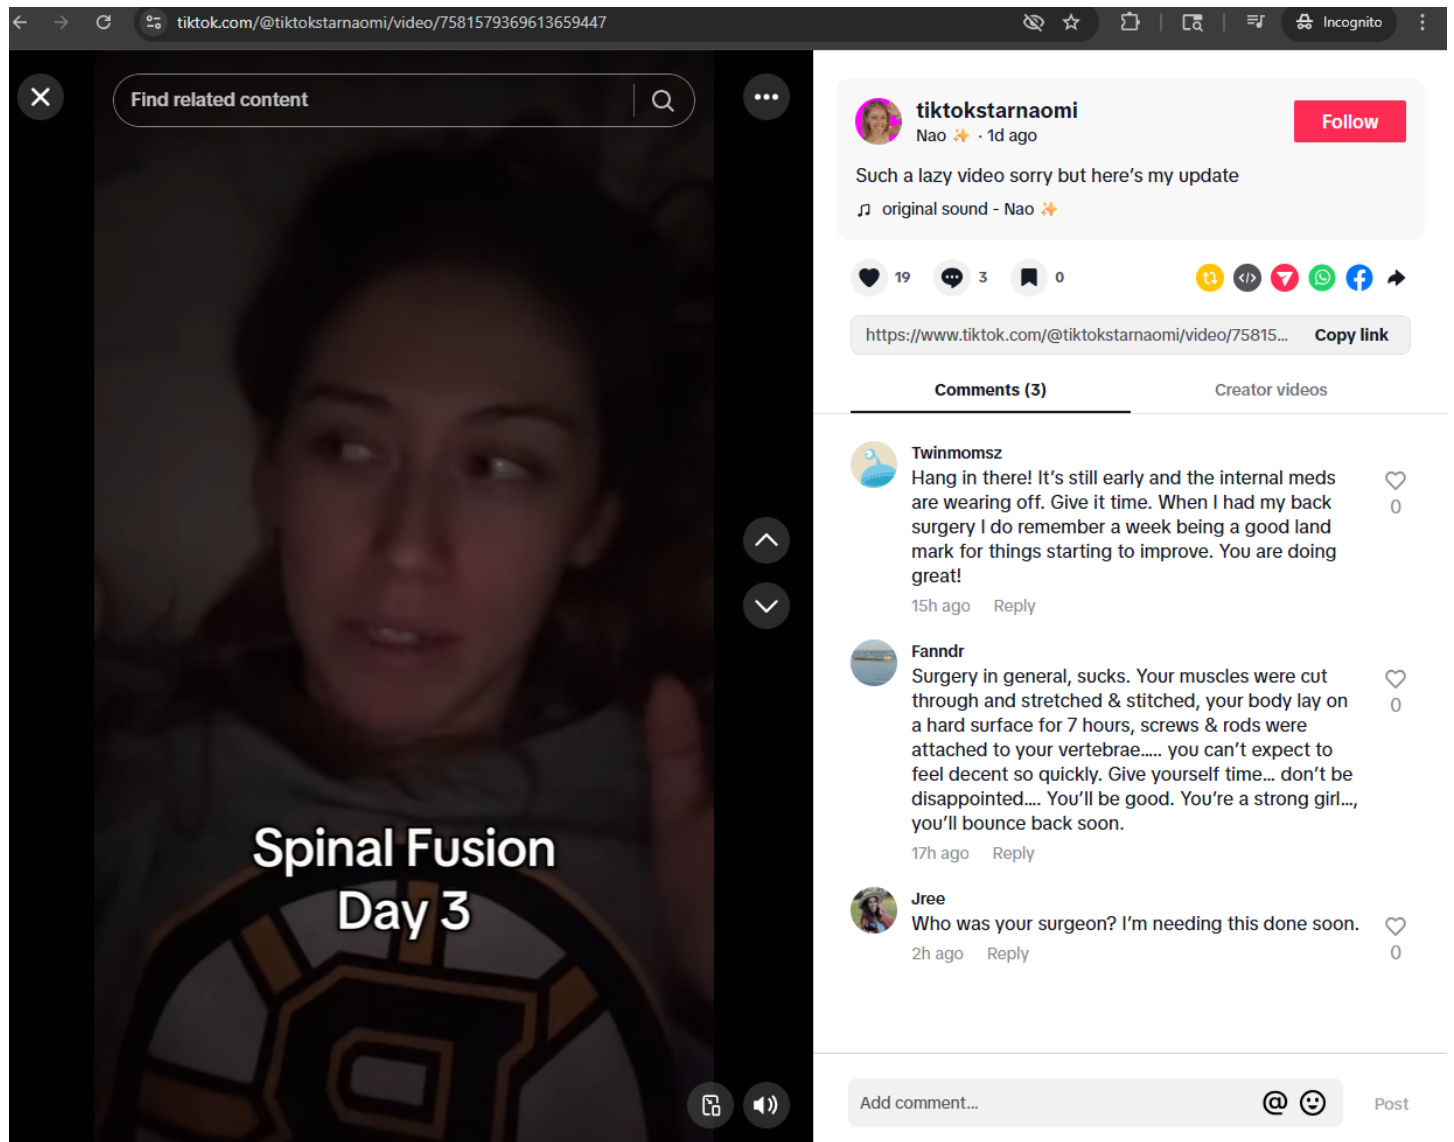 tiktok.com/@tiktokstarnaomi/video/7581579369613659447
Incognito
Find related content
Spinal Fusion
Day 3
B
tiktokstarnaomi
Nao ✨ · 1d ago
Follow
Such a lazy video sorry but here's my update
original sound - Nao ✨
19
3
0
https://www.tiktok.com/@tiktokstarnaomi/video/75815...
Copy link
Comments (3)
Creator videos
Twinmomsz
Hang in there! It's still early and the internal meds
are wearing off. Give it time. When I had my back
surgery I do remember a week being a good land
mark for things starting to improve. You are doing
great!
0
15h ago Reply
Fanndr
Surgery in general, sucks. Your muscles were cut
through and stretched & stitched, your body lay on
a hard surface for 7 hours, screws & rods were
attached to your vertebrae..... you can't expect to
feel decent so quickly. Give yourself time... don't be
disappointed.... You'll be good. You're a strong girl...,
you'll bounce back soon.
0
17h ago Reply
Jree
Who was your surgeon? I'm needing this done soon.
0
2h ago Reply
Add comment...
@
Post